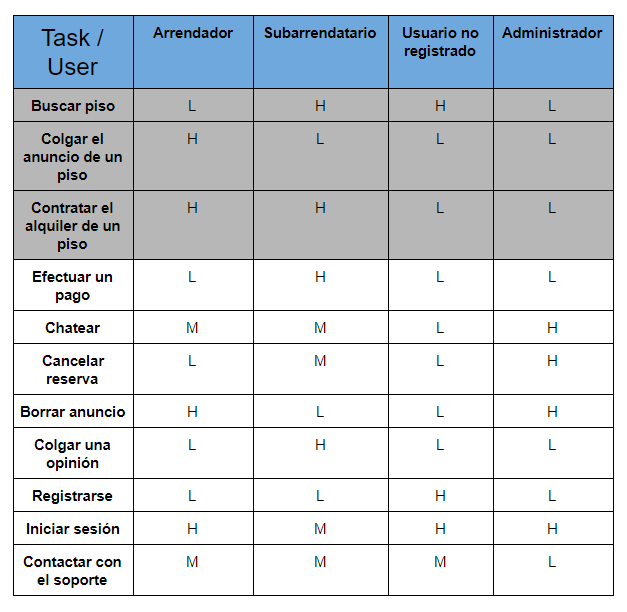 Task / User Arrendador Subarrendatario Usuario no registrado Administrador
Buscar piso L H H L
Colgar el anuncio de un piso H L L L
Contratar el alquiler de un piso H H L L
Efectuar un pago L H L L
Chatear M M L H
Cancelar reserva L M L H
Borrar anuncio H L L H
Colgar una opinión L H L L
Registrarse L L H L
Iniciar sesión H M H H
Contactar con el soporte M M M L